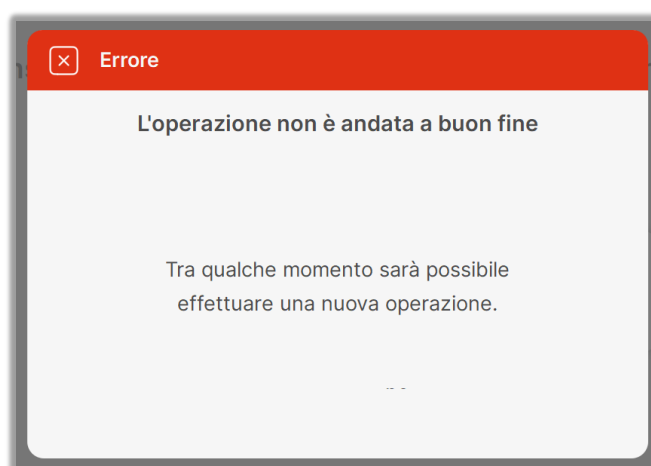 Errore
L'operazione non è andata a buon fine
Tra qualche momento sarà possibile
effettuare una nuova operazione.